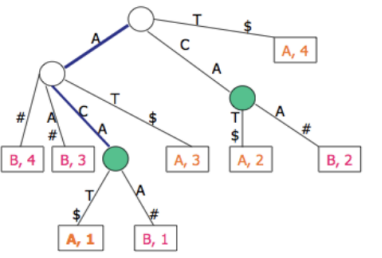 T $
A
C
A
A, 4
C
A
T
$
#
A
#
T
$
A
#
B, 4
B, 3
A, 3
A, 2
B, 2
T
$
A
#
A, 1
B, 1